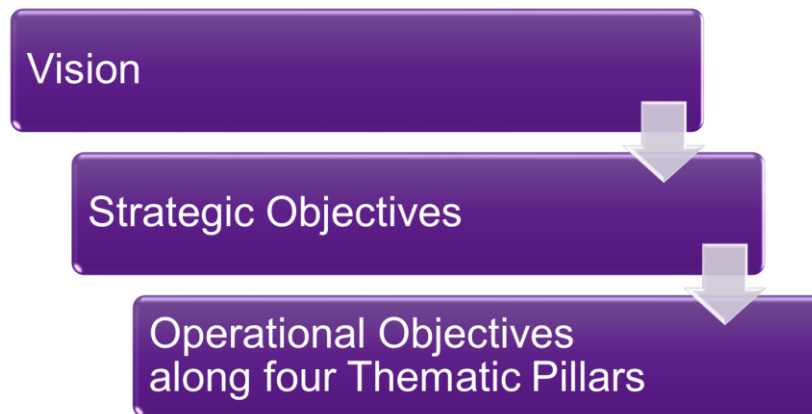 Vision
Strategic Objectives
Operational Objectives
along four Thematic Pillars